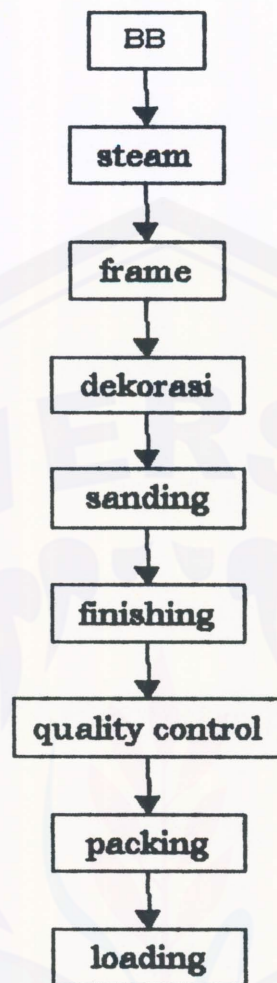 BB
steam
frame
dekorasi
sanding
finishing
quality control
packing
loading